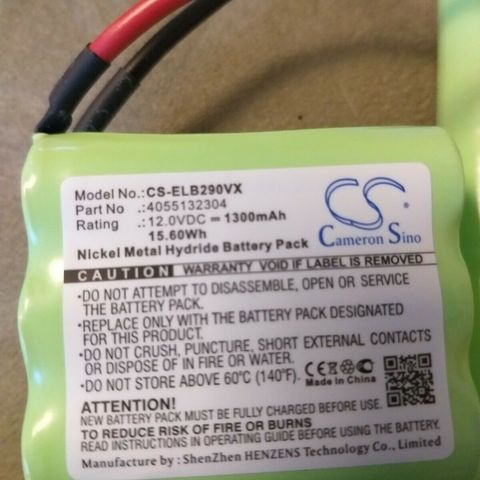 Model No.:CS-ELB290VX
Part No :4055132304
Rating :12.0VDC ⎓ 1300mAh
15.60Wh
Nickel Metal Hydride Battery Pack
CS
Cameron Sino
CAUTION WARRANTY VOID IF LABEL IS REMOVED
•DO NOT ATTEMPT TO DISASSEMBLE, OPEN OR SERVICE
THE BATTERY PACK.
•REPLACE ONLY WITH THE BATTERY PACK DESIGNATED
FOR THIS PRODUCT.
•DO NOT CRUSH, PUNCTURE, SHORT EXTERNAL CONTACTS
OR DISPOSE OF IN FIRE OR WATER.
•DO NOT STORE ABOVE 60°C (140°F).
CE
Made In China
ATTENTION!
BATTERY PACK MUST BE FULLY CHARGED BEFORE USE
TO REDUCE RISK OF FIRE OR BURNS
READ INSTRUCTIONS IN OPERATING GUIDE BEFORE USING.
Manufacturer by : ShenZhen HENZENS Technology Co., Limited